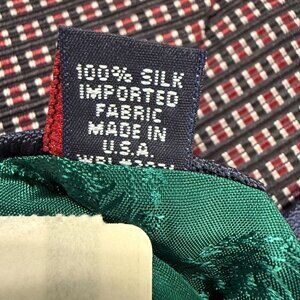 100% SILK
IMPORTED
FABRIC
MADE IN
U.S.A.